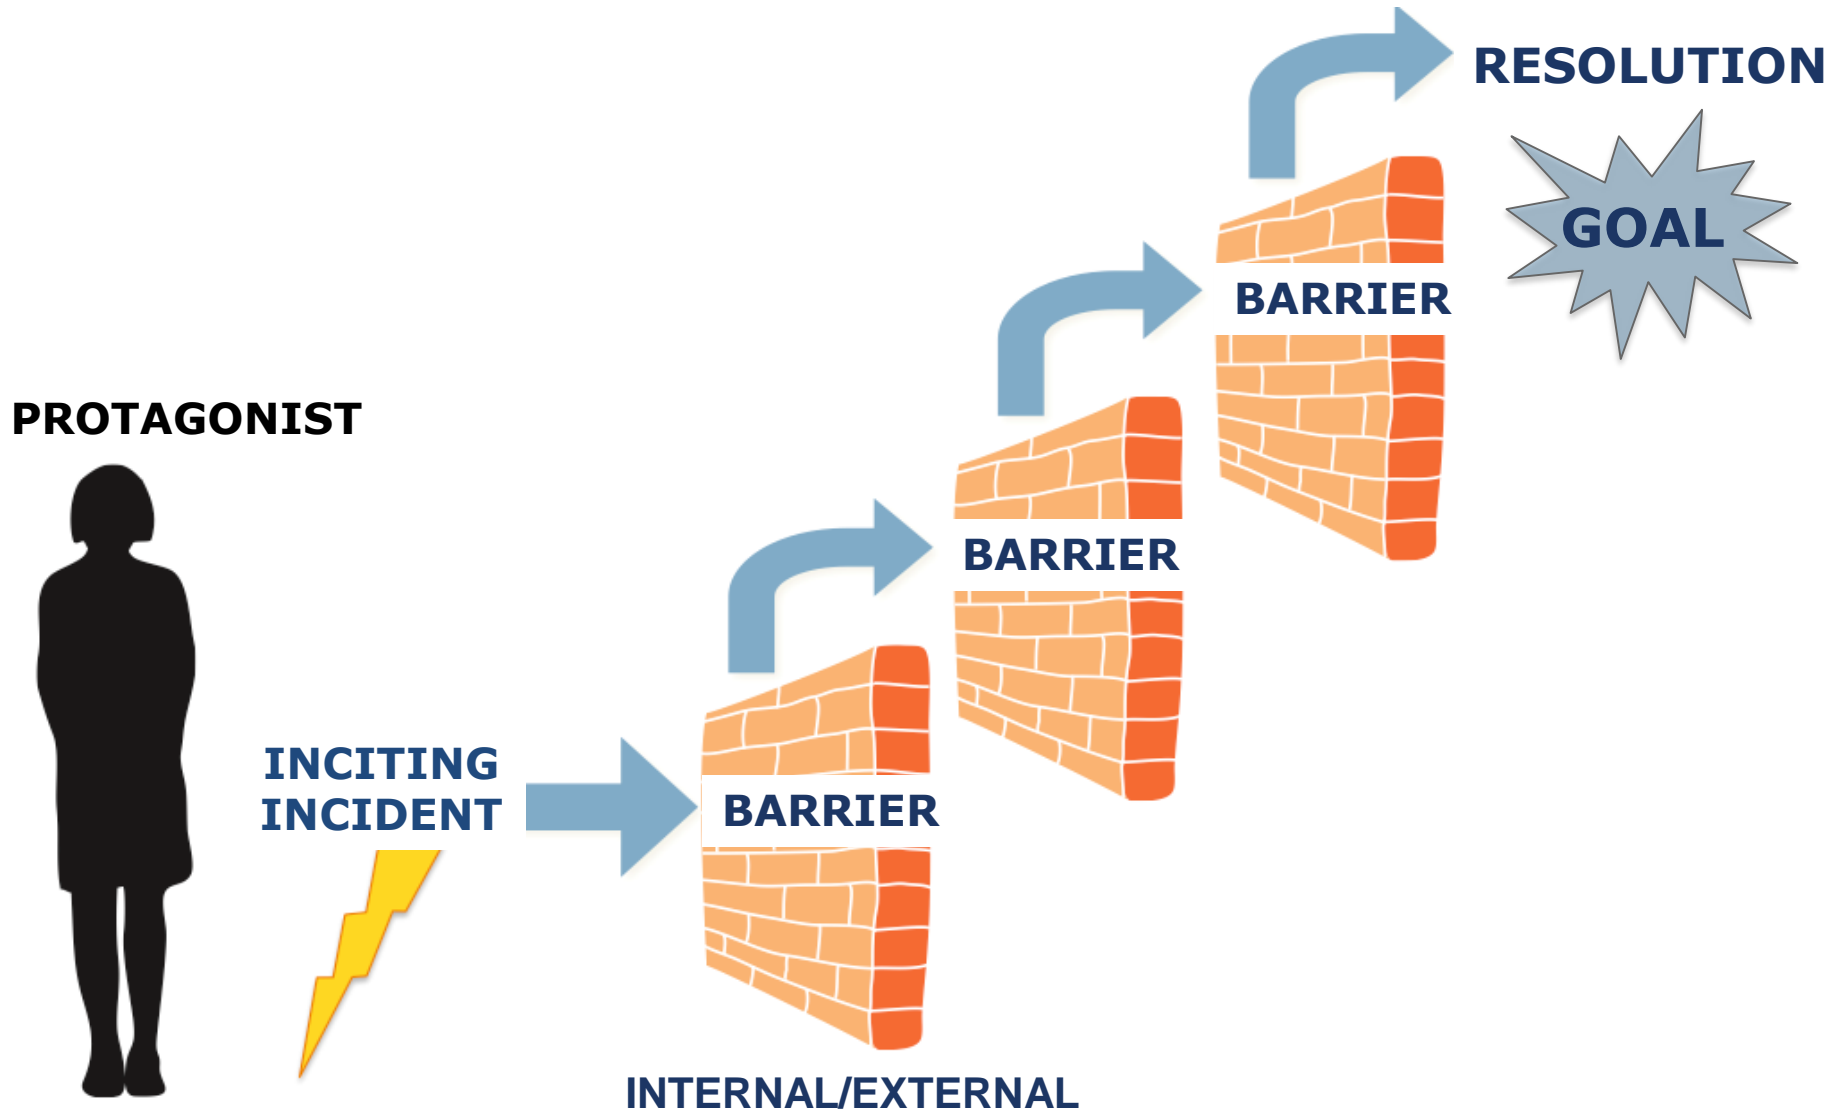 RESOLUTION
GOAL
BARRIER
PROTAGONIST
BARRIER
INCITING
INCIDENT
BARRIER
INTERNAL/EXTERNAL